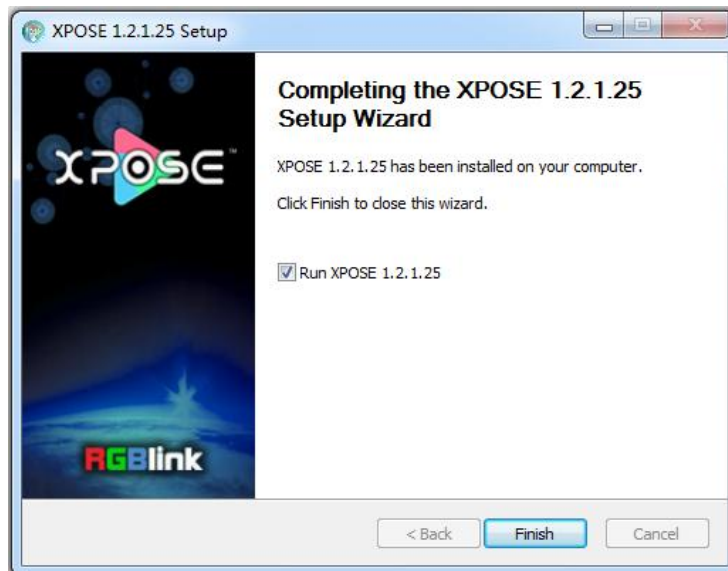 XPOSE 1.2.1.25 Setup
XPOSE™
RGBlink
Completing the XPOSE 1.2.1.25
Setup Wizard
XPOSE 1.2.1.25 has been installed on your computer.
Click Finish to close this wizard.
Run XPOSE 1.2.1.25
< Back
Finish
Cancel